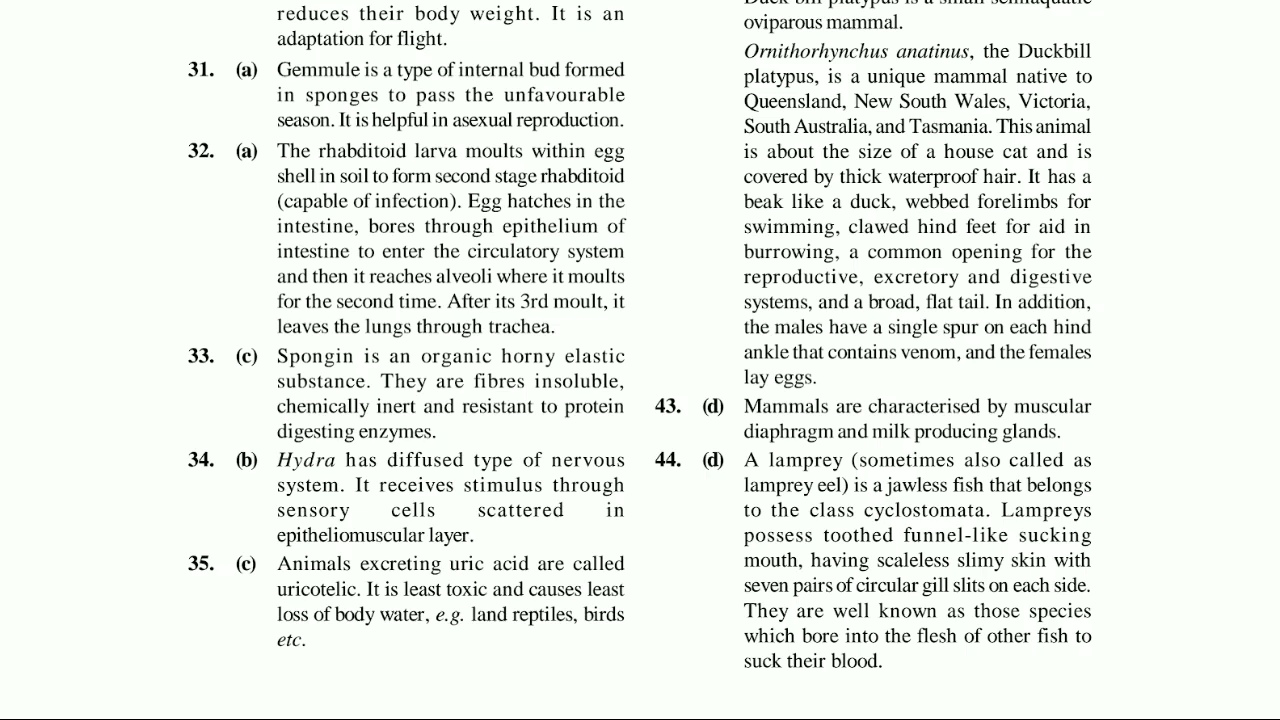 reduces their body weight. It is an
adaptation for flight.
31. (a) Gemmule is a type of internal bud formed
in sponges to pass the unfavourable
season. It is helpful in asexual reproduction.
32. (a) The rhabditoid larva moults within egg
shell in soil to form second stage rhabditoid
(capable of infection). Egg hatches in the
intestine, bores through epithelium of
intestine to enter the circulatory system
and then it reaches alveoli where it moults
for the second time. After its 3rd moult, it
leaves the lungs through trachea.
33. (c) Spongin is an organic horny elastic
substance. They are fibres insoluble,
chemically inert and resistant to protein
digesting enzymes.
34. (b) Hydra has diffused type of nervous
system. It receives stimulus through
sensory cells scattered in
epitheliomuscular layer.
35. (c) Animals excreting uric acid are called
uricotelic. It is least toxic and causes least
loss of body water, e.g. land reptiles, birds
etc.
Duck bill platypus is a small semiaquatic
oviparous mammal.
Ornithorhynchus anatinus, the Duckbill
platypus, is a unique mammal native to
Queensland, New South Wales, Victoria,
South Australia, and Tasmania. This animal
is about the size of a house cat and is
covered by thick waterproof hair. It has a
beak like a duck, webbed forelimbs for
swimming, clawed hind feet for aid in
burrowing, a common opening for the
reproductive, excretory and digestive
systems, and a broad, flat tail. In addition,
the males have a single spur on each hind
ankle that contains venom, and the females
lay eggs.
43. (d) Mammals are characterised by muscular
diaphragm and milk producing glands.
44. (d) A lamprey (sometimes also called as
lamprey eel) is a jawless fish that belongs
to the class cyclostomata. Lampreys
possess toothed funnel-like sucking
mouth, having scaleless slimy skin with
seven pairs of circular gill slits on each side.
They are well known as those species
which bore into the flesh of other fish to
suck their blood.